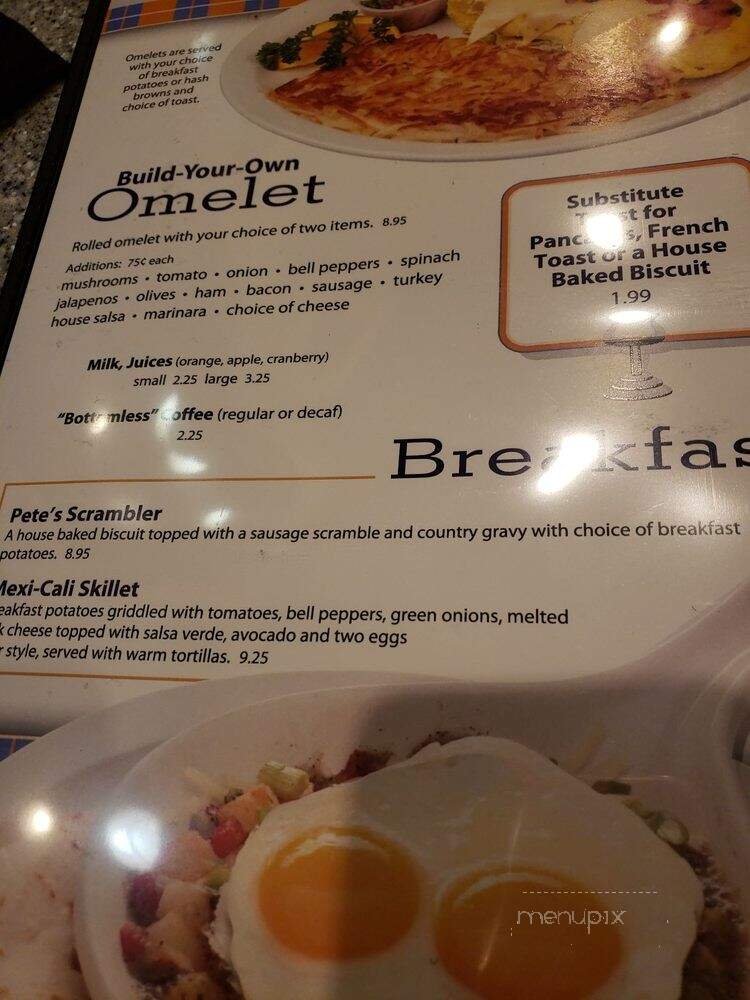 Omelets are served
with your choice
of breakfast
potatoes or hash
browns and
choice of toast.
Build-Your-Own
Omelet
Rolled omelet with your choice of two items. 8.95
Additions: 75¢ each
mushrooms • tomato • onion • bell peppers • spinach
jalapenos • olives • ham • bacon • sausage • turkey
house salsa • marinara • choice of cheese
Substitute
for
French
Toast or a House
Baked Biscuit
1.99
Milk, Juices (orange, apple, cranberry)
small 2.25 large 3.25
"Bottomless" Coffee (regular or decaf)
2.25
Breakfas
Pete's Scrambler
A house baked biscuit topped with a sausage scramble and country gravy with choice of breakfast
potatoes. 8.95
Mexi-Cali Skillet
eakfast potatoes griddled with tomatoes, bell peppers, green onions, melted
k cheese topped with salsa verde, avocado and two eggs
r style, served with warm tortillas. 9.25
menupix